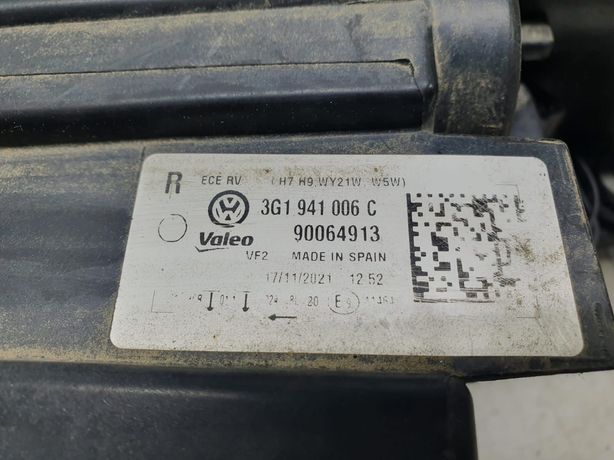 R ECE RV (H7 H9,WY21W, W5W)
3G1 941 006 C
Valeo 90064913
VF2 MADE IN SPAIN
17/11/2021 12:52